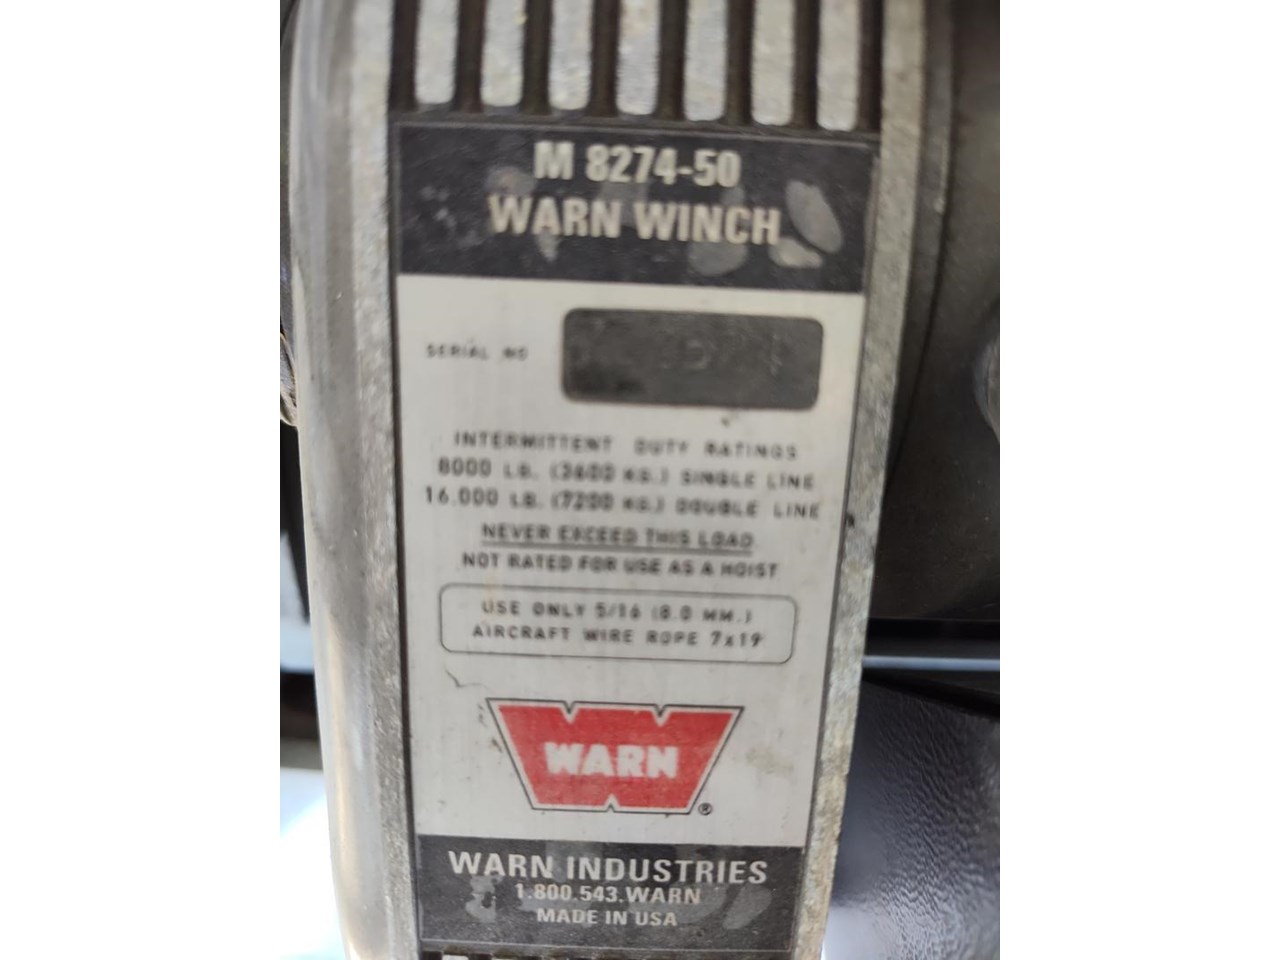 M 8274-50
WARN WINCH
SERIAL NO
INTERMITTENT DUTY RATINGS
8000 LB. (3600 KG.) SINGLE LINE
16,000 LB. (7200 KG.) DOUBLE LINE
NEVER EXCEED THIS LOAD
NOT RATED FOR USE AS A HOIST
USE ONLY 5/16 (8.0 MM.)
AIRCRAFT WIRE ROPE 7x19
WARN
®
WARN INDUSTRIES
1.800.543.WARN
MADE IN USA